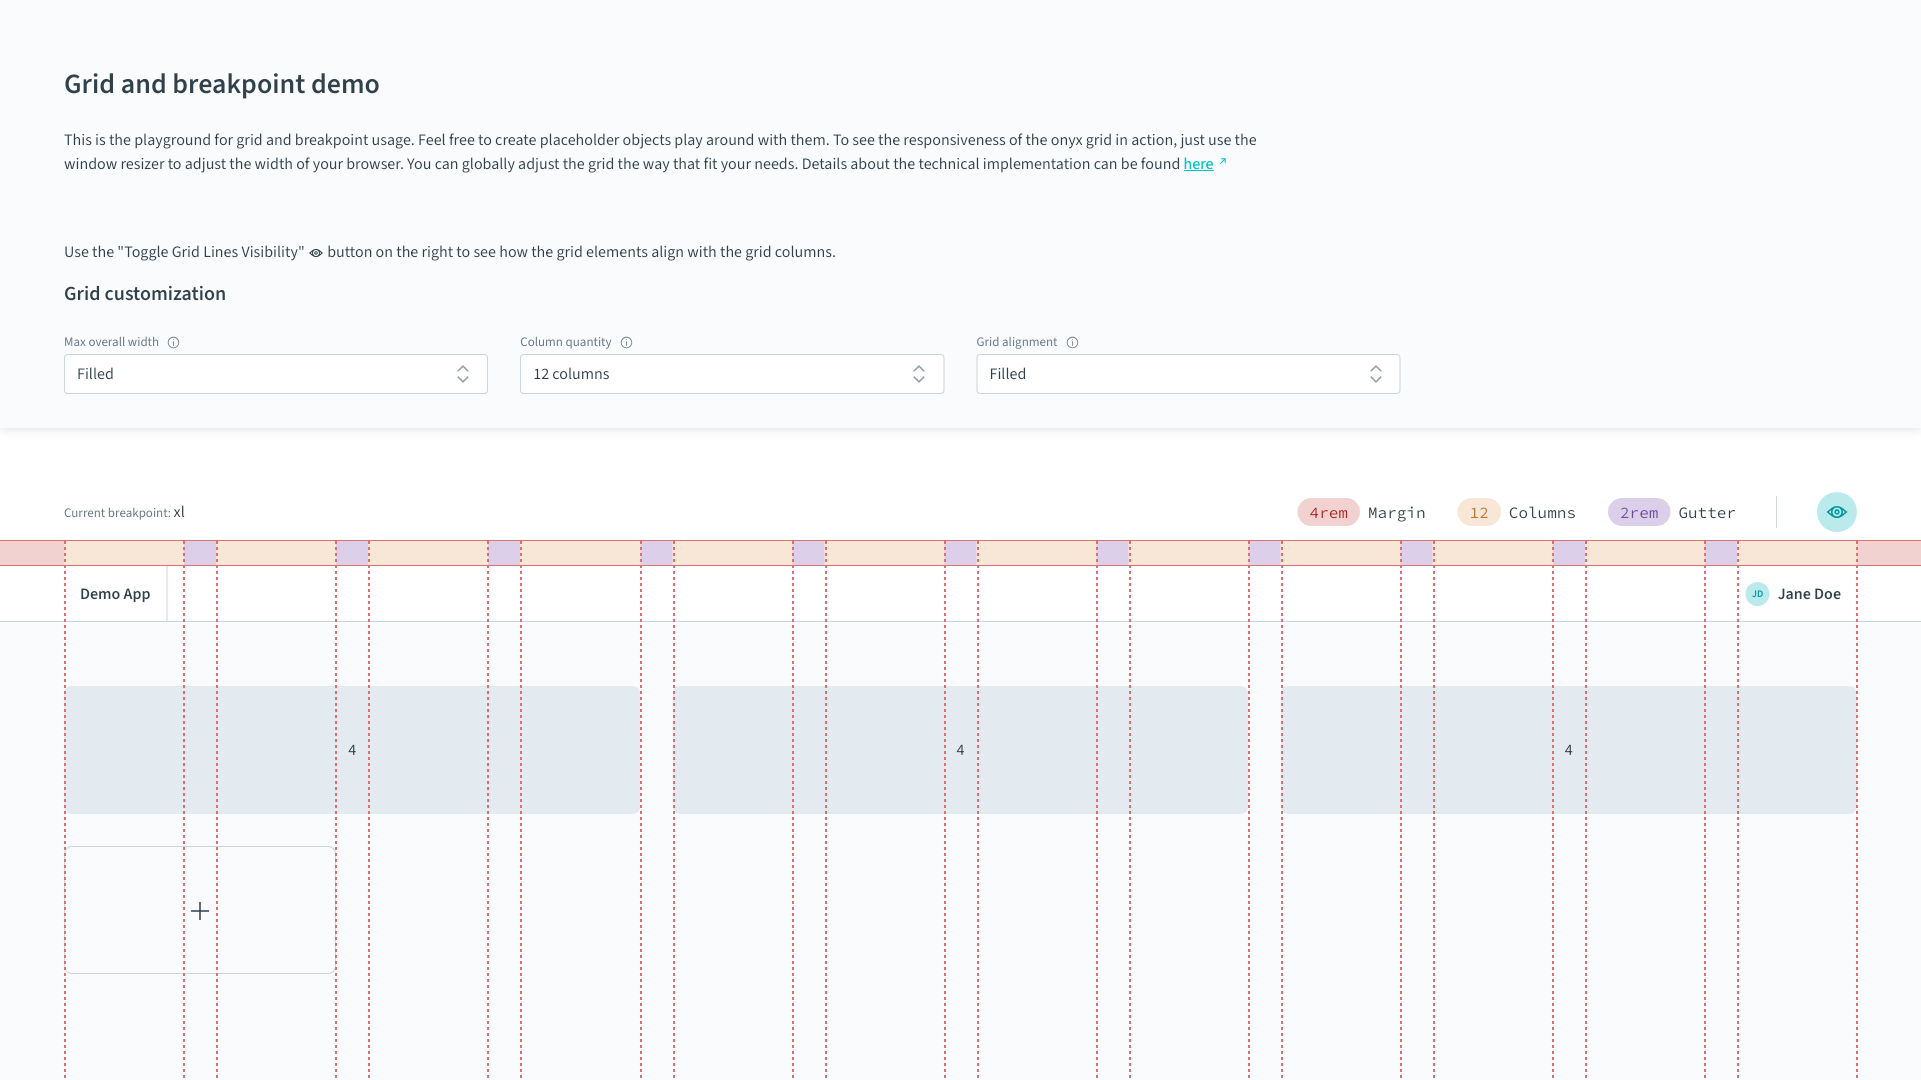 Grid and breakpoint demo
This is the playground for grid and breakpoint usage. Feel free to create placeholder objects play around with them. To see the responsiveness of the onyx grid in action, just use the
window resizer to adjust the width of your browser. You can globally adjust the grid the way that fit your needs. Details about the technical implementation can be found here
Use the "Toggle Grid Lines Visibility" button on the right to see how the grid elements align with the grid columns.
Grid customization
Max overall width Column quantity Grid alignment
Filled 12 columns Filled
Current breakpoint: xl 4rem Margin 12 Columns 2rem Gutter
Demo App JD Jane Doe
4 4 4